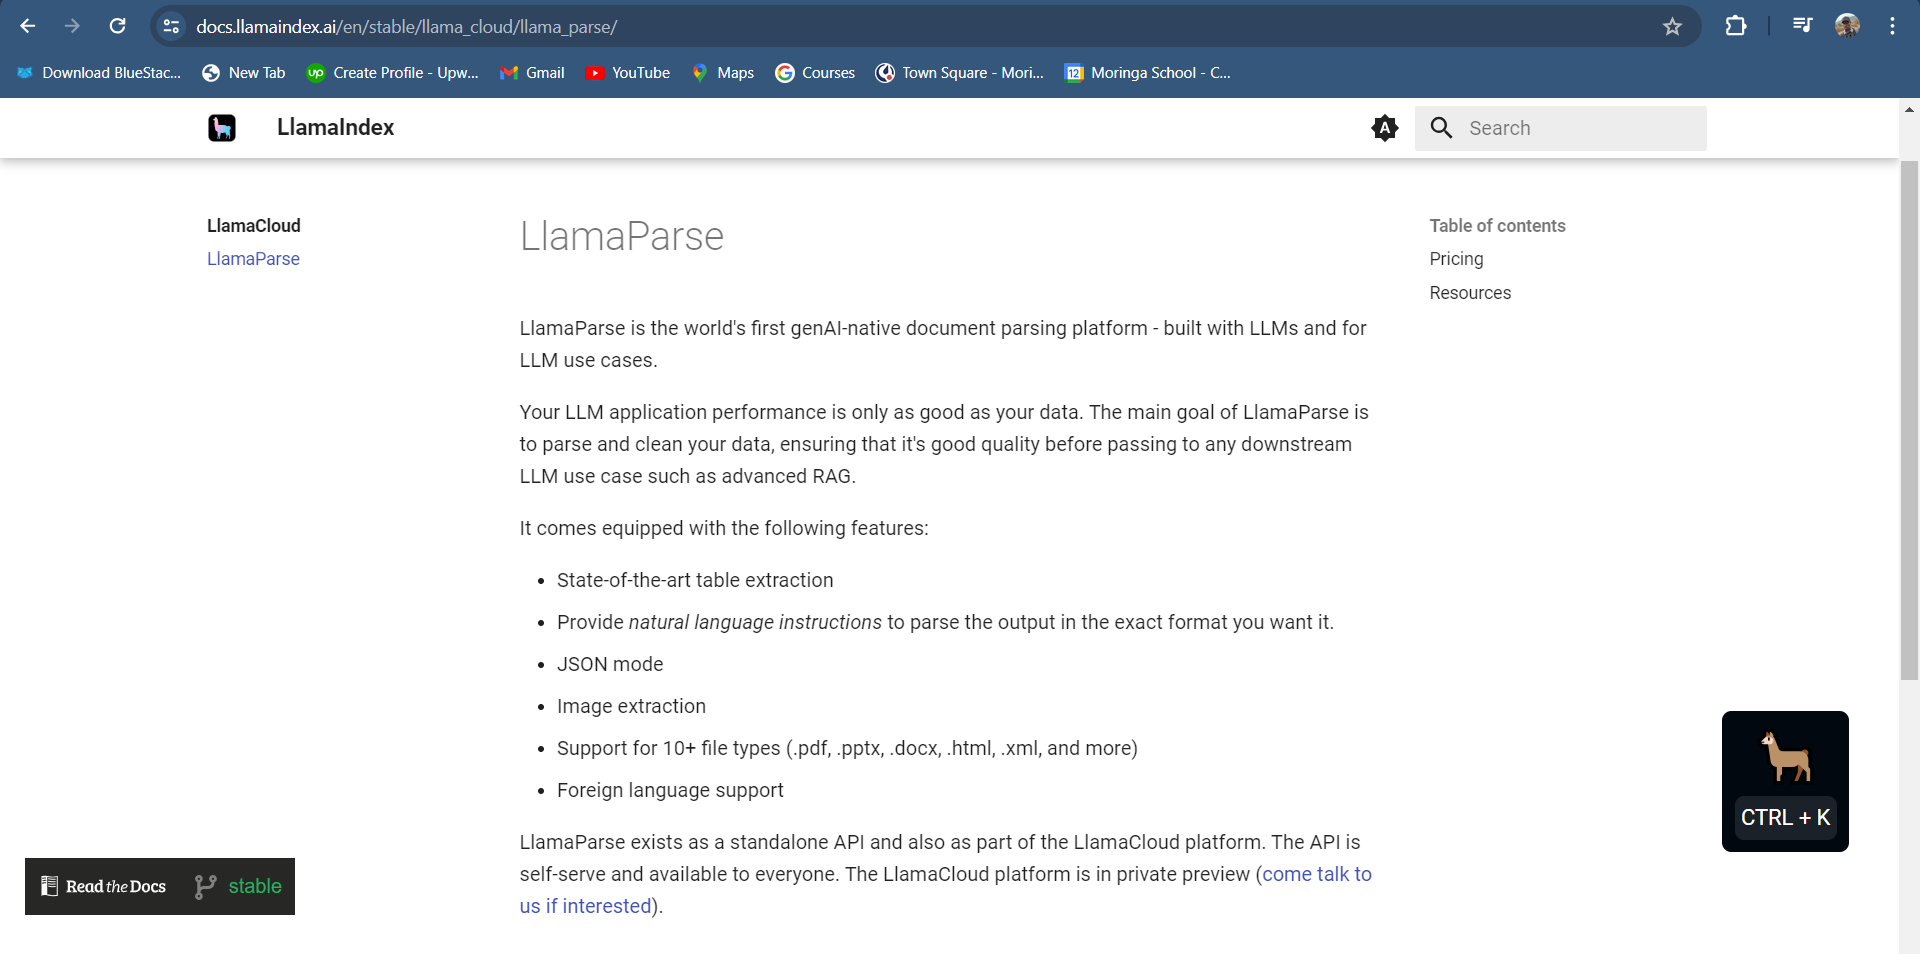 docs.llamaindex.ai/en/stable/llama_cloud/llama_parse/
Download BlueStac... New Tab up Create Profile - Upw... Gmail YouTube Maps Courses Town Square - Mori... 12 Moringa School - C...
LlamaIndex A Search
LlamaCloud
LlamaParse
LlamaParse
LlamaParse is the world's first genAI-native document parsing platform - built with LLMs and for
LLM use cases.
Your LLM application performance is only as good as your data. The main goal of LlamaParse is
to parse and clean your data, ensuring that it's good quality before passing to any downstream
LLM use case such as advanced RAG.
It comes equipped with the following features:
• State-of-the-art table extraction
• Provide natural language instructions to parse the output in the exact format you want it.
• JSON mode
• Image extraction
• Support for 10+ file types (.pdf, .pptx, .docx, .html, .xml, and more)
• Foreign language support
LlamaParse exists as a standalone API and also as part of the LlamaCloud platform. The API is
self-serve and available to everyone. The LlamaCloud platform is in private preview (come talk to
us if interested).
Table of contents
Pricing
Resources
CTRL + K
Read the Docs stable